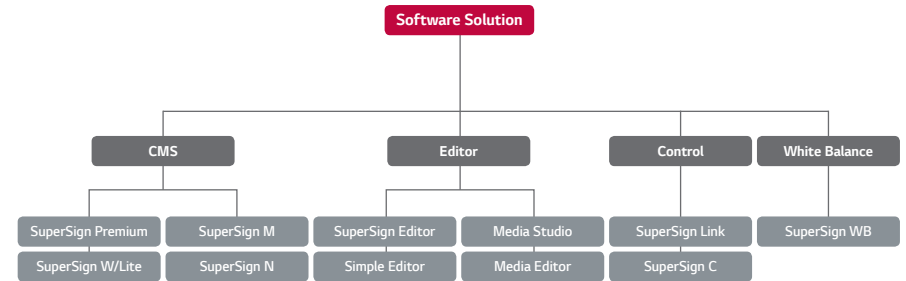 Software Solution
CMS
Editor
Control
White Balance
SuperSign Premium
SuperSign M
SuperSign Editor
Media Studio
SuperSign Link
SuperSign WB
SuperSign W/Lite
SuperSign N
Simple Editor
Media Editor
SuperSign C